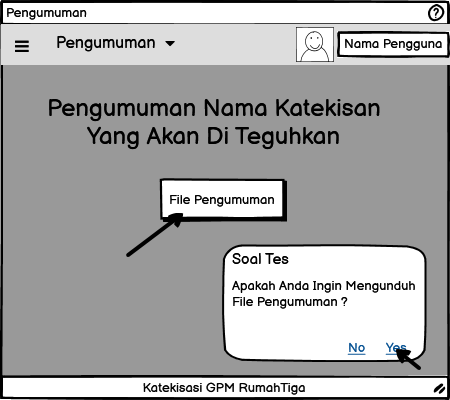 Pengumuman
?
Pengumuman
Nama Pengguna
Pengumuman Nama Katekisan
Yang Akan Di Teguhkan
File Pengumuman
Soal Tes
Apakah Anda Ingin Mengunduh
File Pengumuman ?
No Yes
Katekisasi GPM RumahTiga